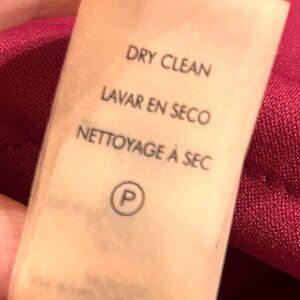 DRY CLEAN
LAVAR EN SECO
NETTOYAGE À SEC
P